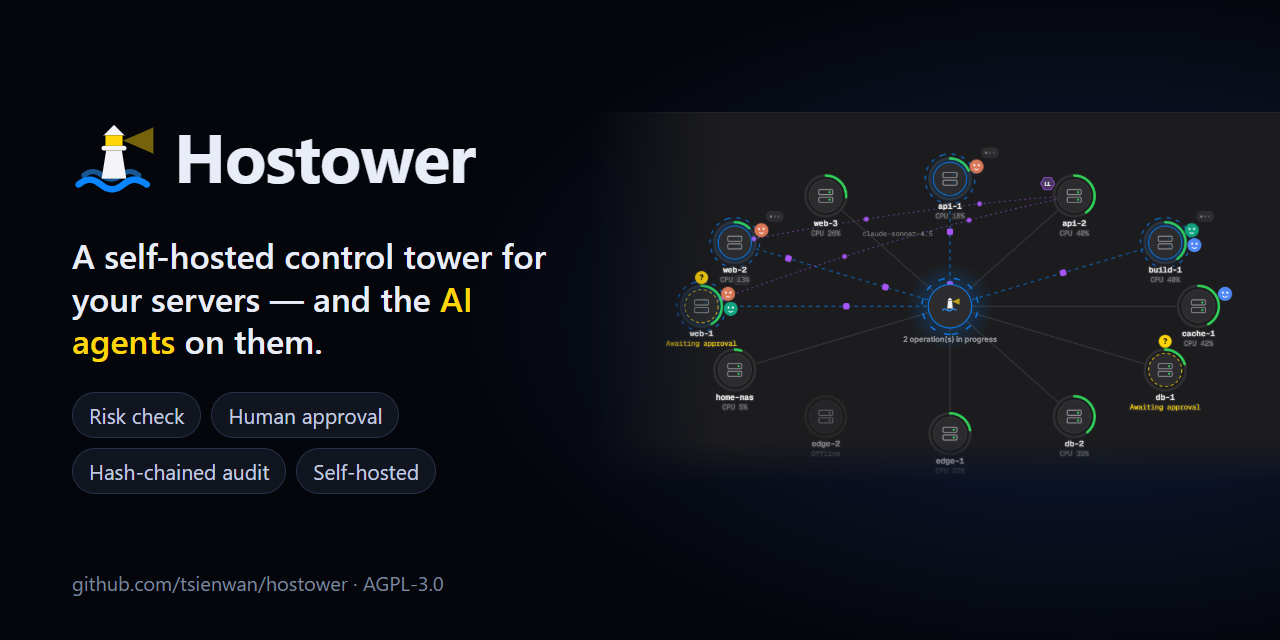 Hostower
A self-hosted control tower for
your servers — and the AI
agents on them.
Risk check
Human approval
Hash-chained audit
Self-hosted
github.com/tsienwan/hostower · AGPL-3.0
api-1
CPU 18%
LL
web-3
CPU 26%
api-2
CPU 40%
claude-sonnet-4.5
web-2
CPU 13%
build-1
CPU 48%
?
web-1
Awaiting approval
2 operation(s) in progress
cache-1
CPU 42%
?
home-nas
CPU 5%
db-1
Awaiting approval
edge-2
Offline
edge-1
db-2
CPU 39%